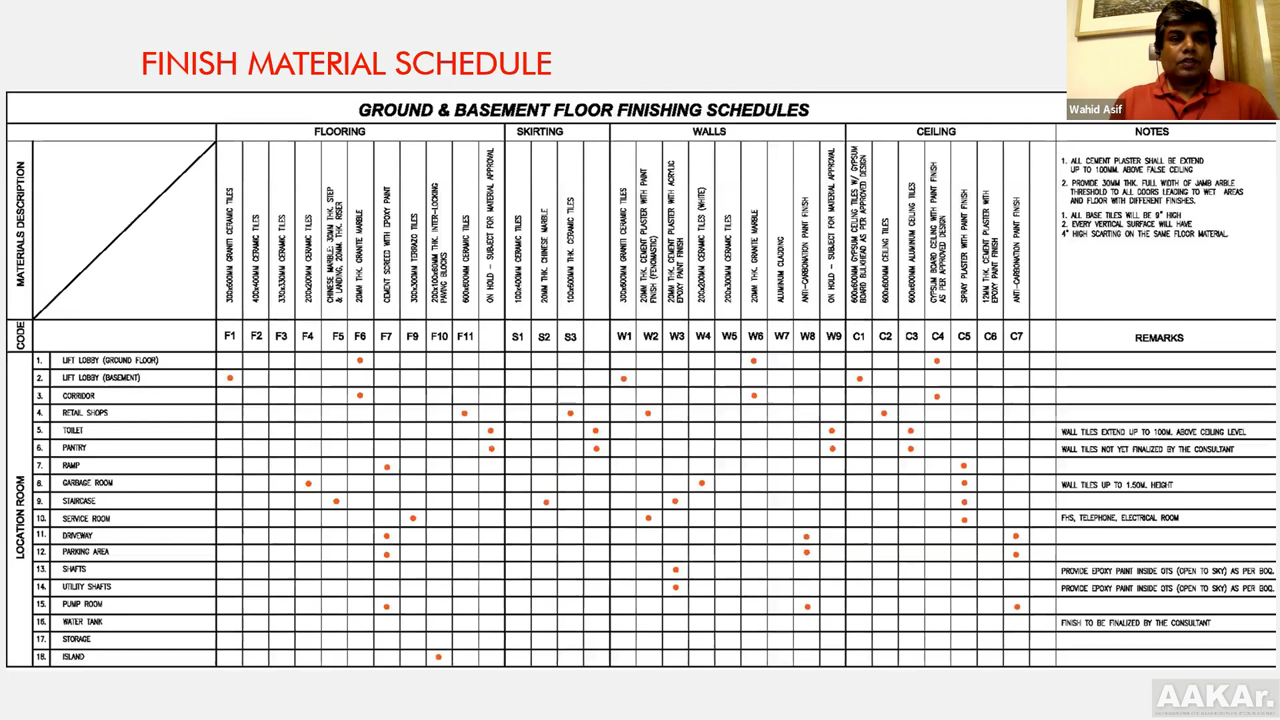 FINISH MATERIAL SCHEDULE
Wahid Asif
GROUND & BASEMENT FLOOR FINISHING SCHEDULES
FLOORING
SKIRTING
WALLS
CEILING
NOTES
MATERIALS DESCRIPTION
300x600MM GRANITI CERAMIC TILES
400x400MM CERAMIC TILES
330x330MM CERAMIC TILES
200x200MM CERAMIC TILES
CHINESE MARBLE: 30MM THK. STEP
& LANDING, 20MM. THK. RISER
20MM THK. GRANITE MARBLE
CEMENT SCREED WITH EPOXY PAINT
300x300MM TERRAZO TILES
200x100x80MM THK. INTER-LOCKING
PAVING BLOCKS
600x600MM CERAMIC TILES
ON HOLD - SUBJECT FOR MATERIAL APPROVAL
100x400MM CERAMIC TILES
20MM THK. CHINESE MARBLE
100x600MM THK. CERAMIC TILES
300x600MM GRANITI CERAMIC TILES
20MM THK. CEMENT PLASTER WITH PAINT
FINISH (FENOMASTIC)
20MM THK. CEMENT PLASTER WITH ACRYLIC
EPOXY PAINT FINISH
200x200MM CERAMIC TILES (WHITE)
200x300MM CERAMIC TILES
20MM THK. GRANITE MARBLE
ALUMINUM CLADDING
ANTI-CARBONATION PAINT FINISH
ON HOLD - SUBJECT FOR MATERIAL APPROVAL
600x600MM GYPSUM CEILING TILES W/ GYPSUM
BOARD BULKHEAD AS PER APPROVED DESIGN
600x600MM CEILING TILES
600x600MM ALUMINUM CEILING TILES
GYPSUM BOARD CEILING WITH PAINT FINISH
AS PER APPROVED DESIGN
SPRAY PLASTER WITH PAINT FINISH
12MM THK. CEMENT PLASTER WITH
EPOXY PAINT FINISH
ANTI-CARBONATION PAINT FINISH
1. ALL CEMENT PLASTER SHALL BE EXTEND
UP TO 100MM. ABOVE FALSE CEILING
2. PROVIDE 30MM THK. FULL WIDTH OF JAMB ARBLE
THRESHOLD TO ALL DOORS LEADING TO WET AREAS
AND FLOOR WITH DIFFERENT FINISHES.
1. ALL BASE TILES WILL BE 9" HIGH
2. EVERY VERTICAL SURFACE WILL HAVE
4" HIGH SCARTING ON THE SAME FLOOR MATERIAL.
CODE F1 F2 F3 F4 F5 F6 F7 F9 F10 F11 S1 S2 S3 W1 W2 W3 W4 W5 W6 W7 W8 W9 C1 C2 C3 C4 C5 C6 C7 REMARKS
LOCATION ROOM
1. LIFT LOBBY (GROUND FLOOR)
2. LIFT LOBBY (BASEMENT)
3. CORRIDOR
4. RETAIL SHOPS
5. TOILET WALL TILES EXTEND UP TO 100M. ABOVE CEILING LEVEL
6. PANTRY WALL TILES NOT YET FINALIZED BY THE CONSULTANT
7. RAMP
8. GARBAGE ROOM WALL TILES UP TO 1.50M. HEIGHT
9. STAIRCASE
10. SERVICE ROOM FHS, TELEPHONE, ELECTRICAL ROOM
11. DRIVEWAY
12. PARKING AREA
13. SHAFTS PROVIDE EPOXY PAINT INSIDE OTS (OPEN TO SKY) AS PER BOQ.
14. UTILITY SHAFTS PROVIDE EPOXY PAINT INSIDE OTS (OPEN TO SKY) AS PER BOQ.
15. PUMP ROOM
16. WATER TANK FINISH TO BE FINALIZED BY THE CONSULTANT
17. STORAGE
18. ISLAND
AAKAr.